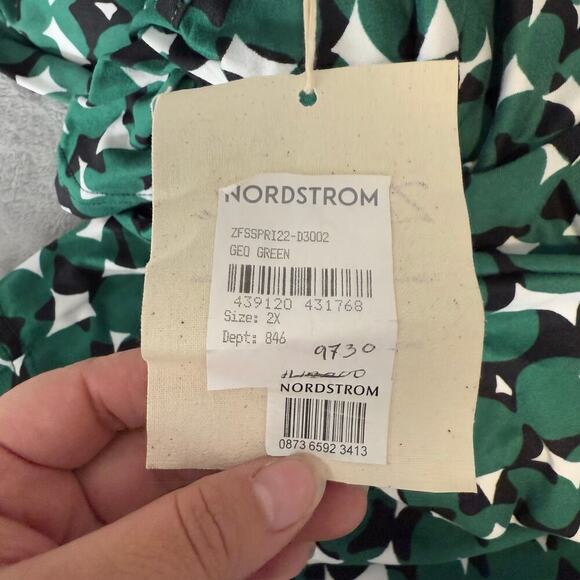 NORDSTROM
ZFSSPRI22-D3002
GEO GREEN
439120 431768
Size: 2X
Dept: 846
9730
NORDSTROM
0873 6592 3413